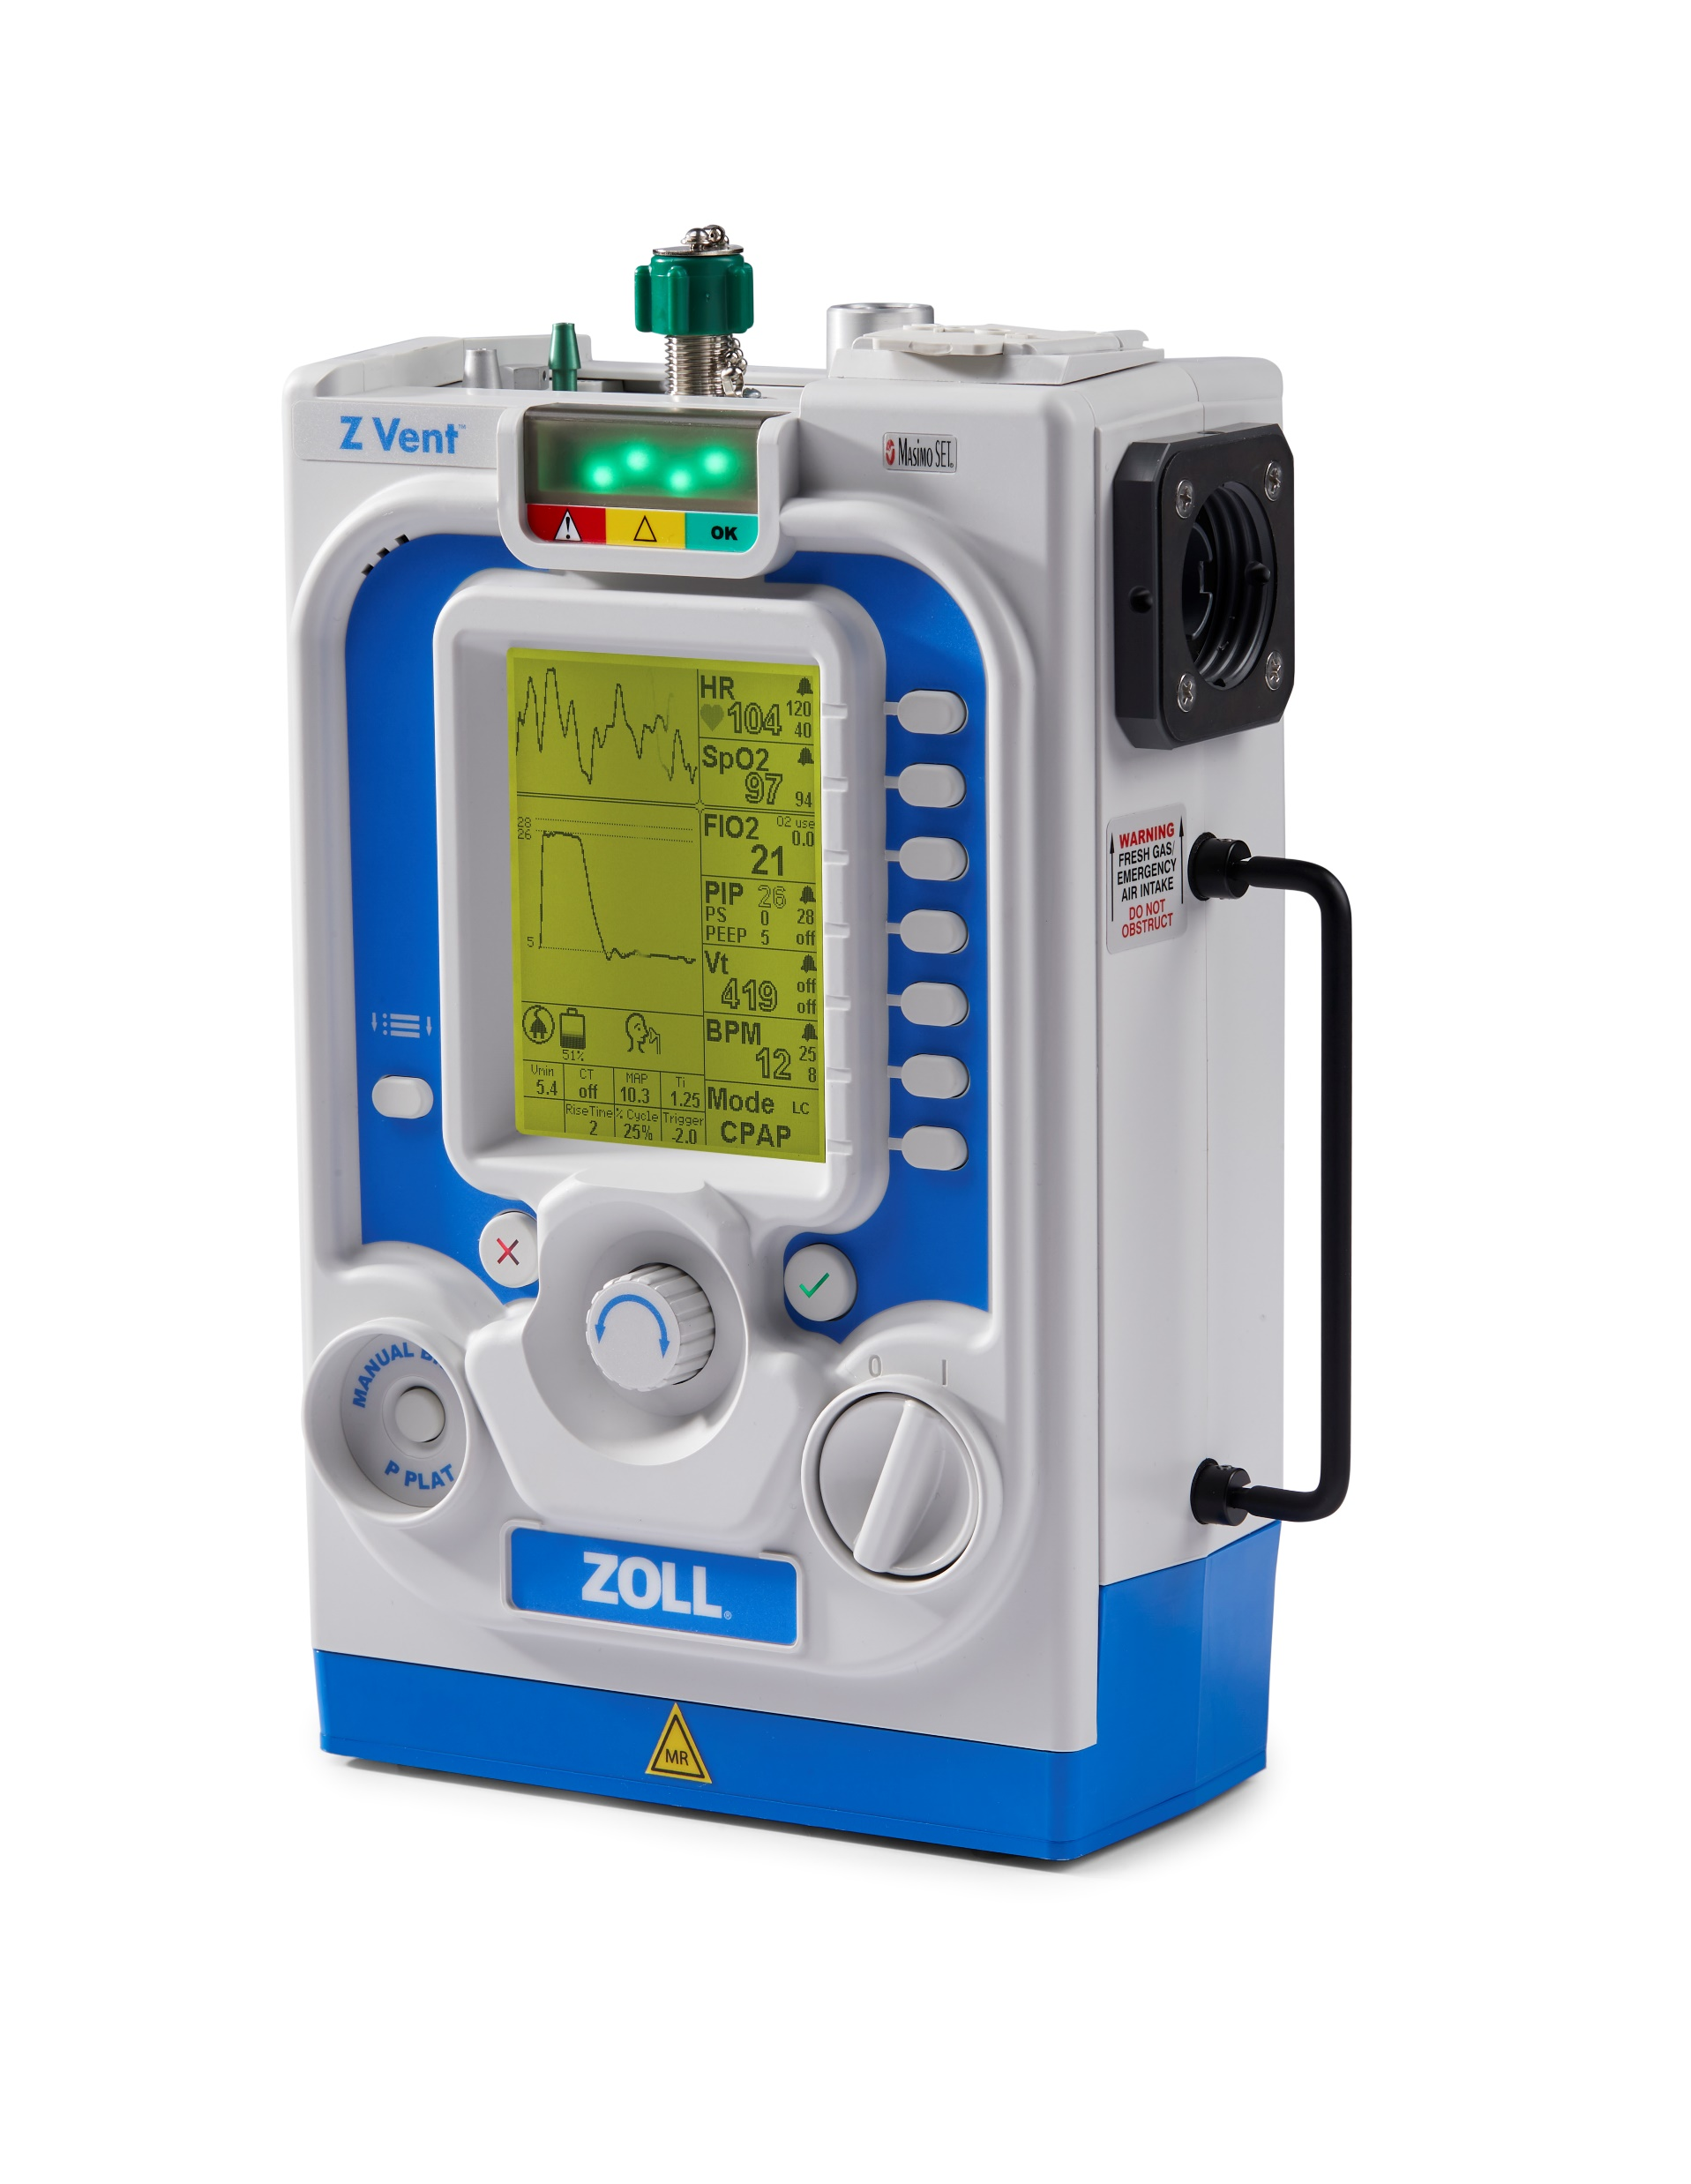 Z Vent™
Masimo SET®
OK
HR
104
120
40
SpO2
97
94
FIO2
O2 use
0.0
21
PIP 26
PS 0 28
PEEP 5 off
Vt
419
off
off
BPM
12
25
8
Mode LC
CPAP
28
26
5
51%
Vmin
5.4
CT
off
MAP
10.3
Ti
1.25
RiseTime
2
% Cycle
25%
Trigger
-2.0
WARNING
FRESH GAS/
EMERGENCY
AIR INTAKE
DO NOT
OBSTRUCT
MANUAL
P PLAT
0 I
ZOLL®
MR